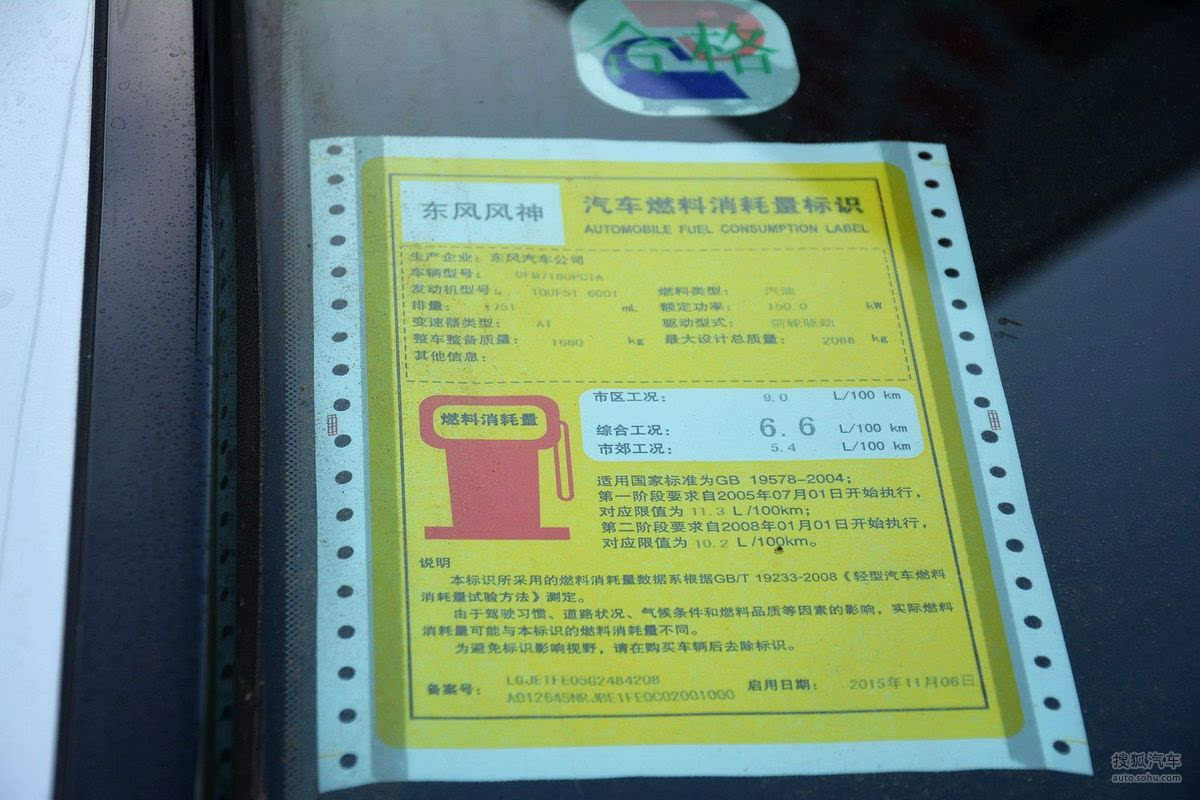 合格
东风风神
汽车燃料消耗量标识
AUTOMOBILE FUEL CONSUMPTION LABEL
生产企业：东风汽车公司
车辆型号： DFM7180PC1A
发动机型号：
燃料类型： 汽油
排量： 1751 mL
额定功率： 150.0 kW
变速器类型： AT
驱动型式： 前轮驱动
整车整备质量： 1660 kg
最大设计总质量： 2088 kg
其他信息：
燃料消耗量
市区工况： 9.0 L/100 km
综合工况： 6.6 L/100 km
市郊工况： 5.4 L/100 km
适用国家标准为GB 19578-2004；
第一阶段要求自2005年07月01日开始执行，
对应限值为 11.3 L /100km；
第二阶段要求自2008年01月01日开始执行，
对应限值为 10.2 L /100km。
说明
本标识所采用的燃料消耗量数据系根据GB/T 19233-2008《轻型汽车燃料
消耗量试验方法》测定。
由于驾驶习惯、道路状况、气候条件和燃料品质等因素的影响，实际燃料
消耗量可能与本标识的燃料消耗量不同。
为避免标识影响视野，请在购买车辆后去除标识。
备案号： LGJE1FE05G2484208
A012645NRJBE1FE0C02001000
启用日期： 2015年11月06日
搜狐汽车
auto.sohu.com